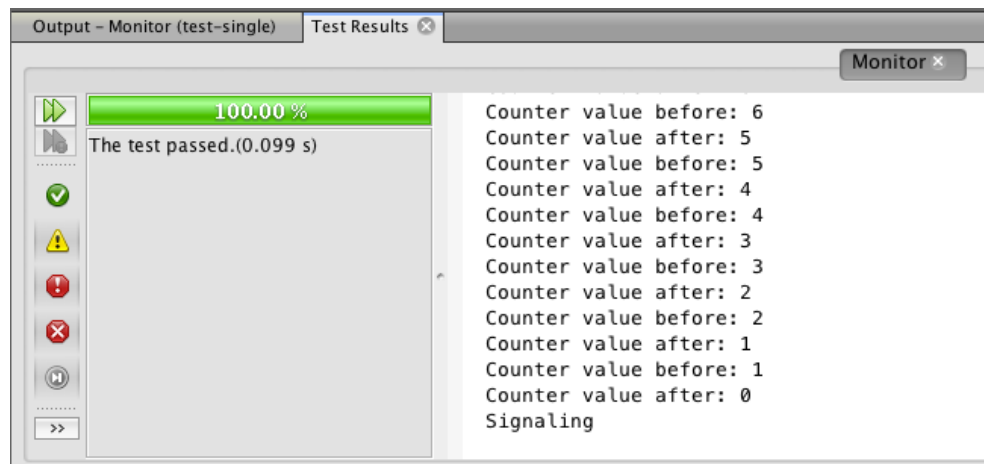 Output – Monitor (test–single)
Test Results
Monitor
100.00 %
The test passed.(0.099 s)
Counter value before: 6
Counter value after: 5
Counter value before: 5
Counter value after: 4
Counter value before: 4
Counter value after: 3
Counter value before: 3
Counter value after: 2
Counter value before: 2
Counter value after: 1
Counter value before: 1
Counter value after: 0
Signaling
>>